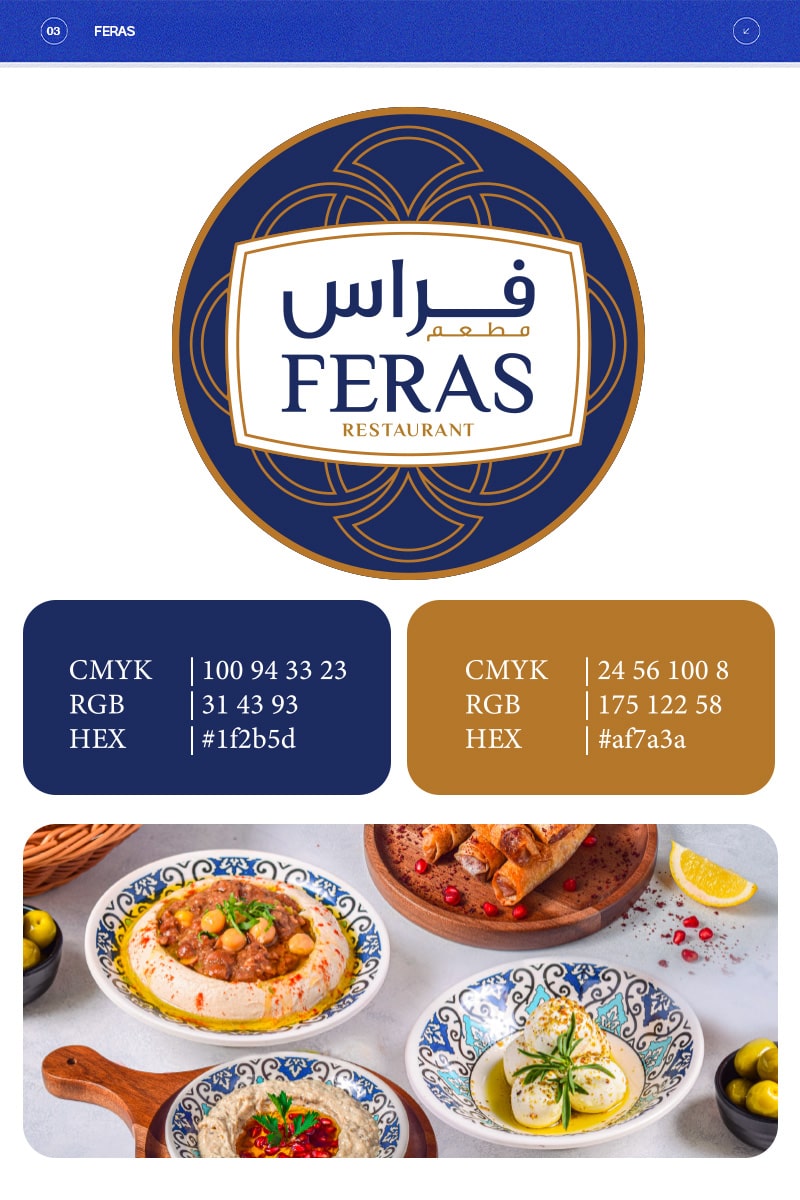 03 FERAS
فراس
مطعم
FERAS
RESTAURANT
CMYK | 100 94 33 23
RGB | 31 43 93
HEX | #1f2b5d
CMYK | 24 56 100 8
RGB | 175 122 58
HEX | #af7a3a